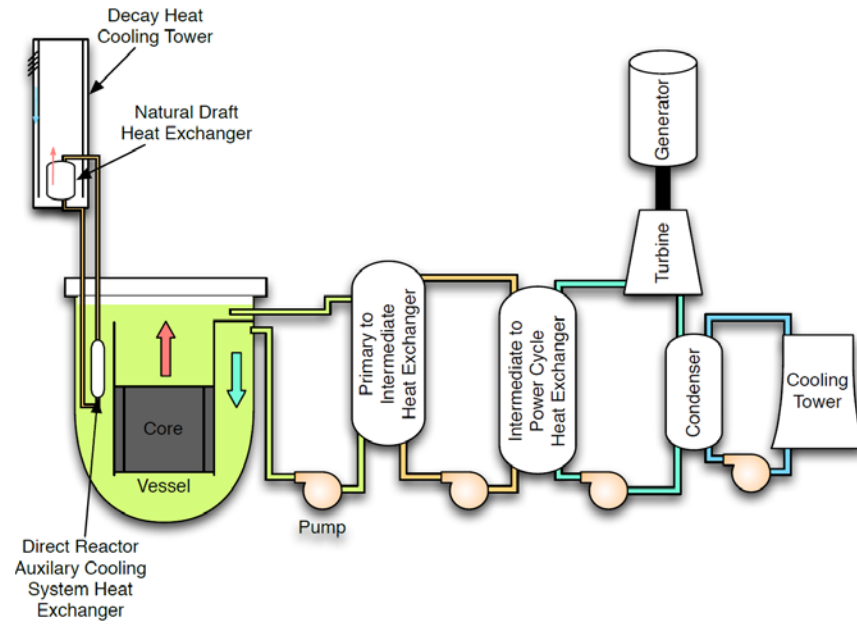 Decay Heat
Cooling Tower
Natural Draft
Heat Exchanger
Generator
Turbine
Primary to
Intermediate
Heat Exchanger
Intermediate to
Power Cycle
Heat Exchanger
Condenser
Cooling
Tower
Core
Vessel
Pump
Direct Reactor
Auxilary Cooling
System Heat
Exchanger